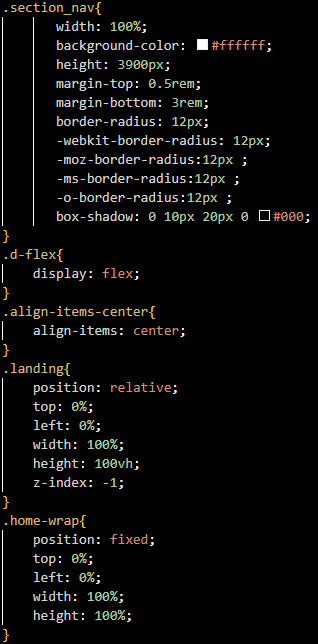 .section_nav{
width: 100%;
background-color: #ffffff;
height: 3900px;
margin-top: 0.5rem;
margin-bottom: 3rem;
border-radius: 12px;
-webkit-border-radius: 12px;
-moz-border-radius:12px ;
-ms-border-radius:12px ;
-o-border-radius:12px ;
box-shadow: 0 10px 20px 0 #000;
}
.d-flex{
display: flex;
}
.align-items-center{
align-items: center;
}
.landing{
position: relative;
top: 0%;
left: 0%;
width: 100%;
height: 100vh;
z-index: -1;
}
.home-wrap{
position: fixed;
top: 0%;
left: 0%;
width: 100%;
height: 100%;
}